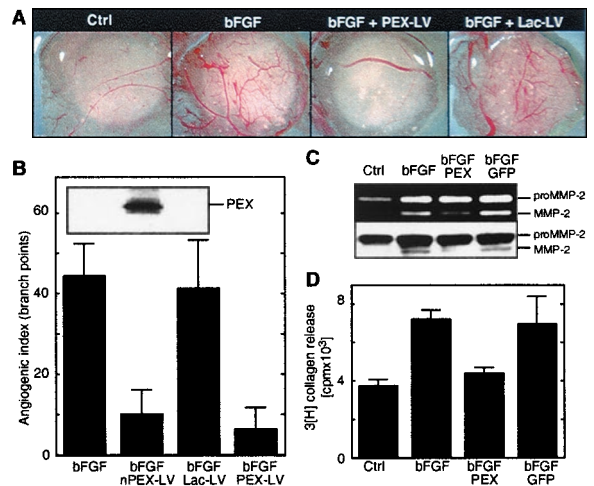 A
Ctrl bFGF bFGF + PEX-LV bFGF + Lac-LV
B
Angiogenic index (branch points)
60
40
20
0
PEX
bFGF bFGF bFGF bFGF
nPEX-LV Lac-LV PEX-LV
C
Ctrl bFGF bFGF bFGF
PEX GFP
proMMP-2
MMP-2
proMMP-2
MMP-2
D
3[H] collagen release
[cpmx10³]
8
4
0
Ctrl bFGF bFGF bFGF
PEX GFP